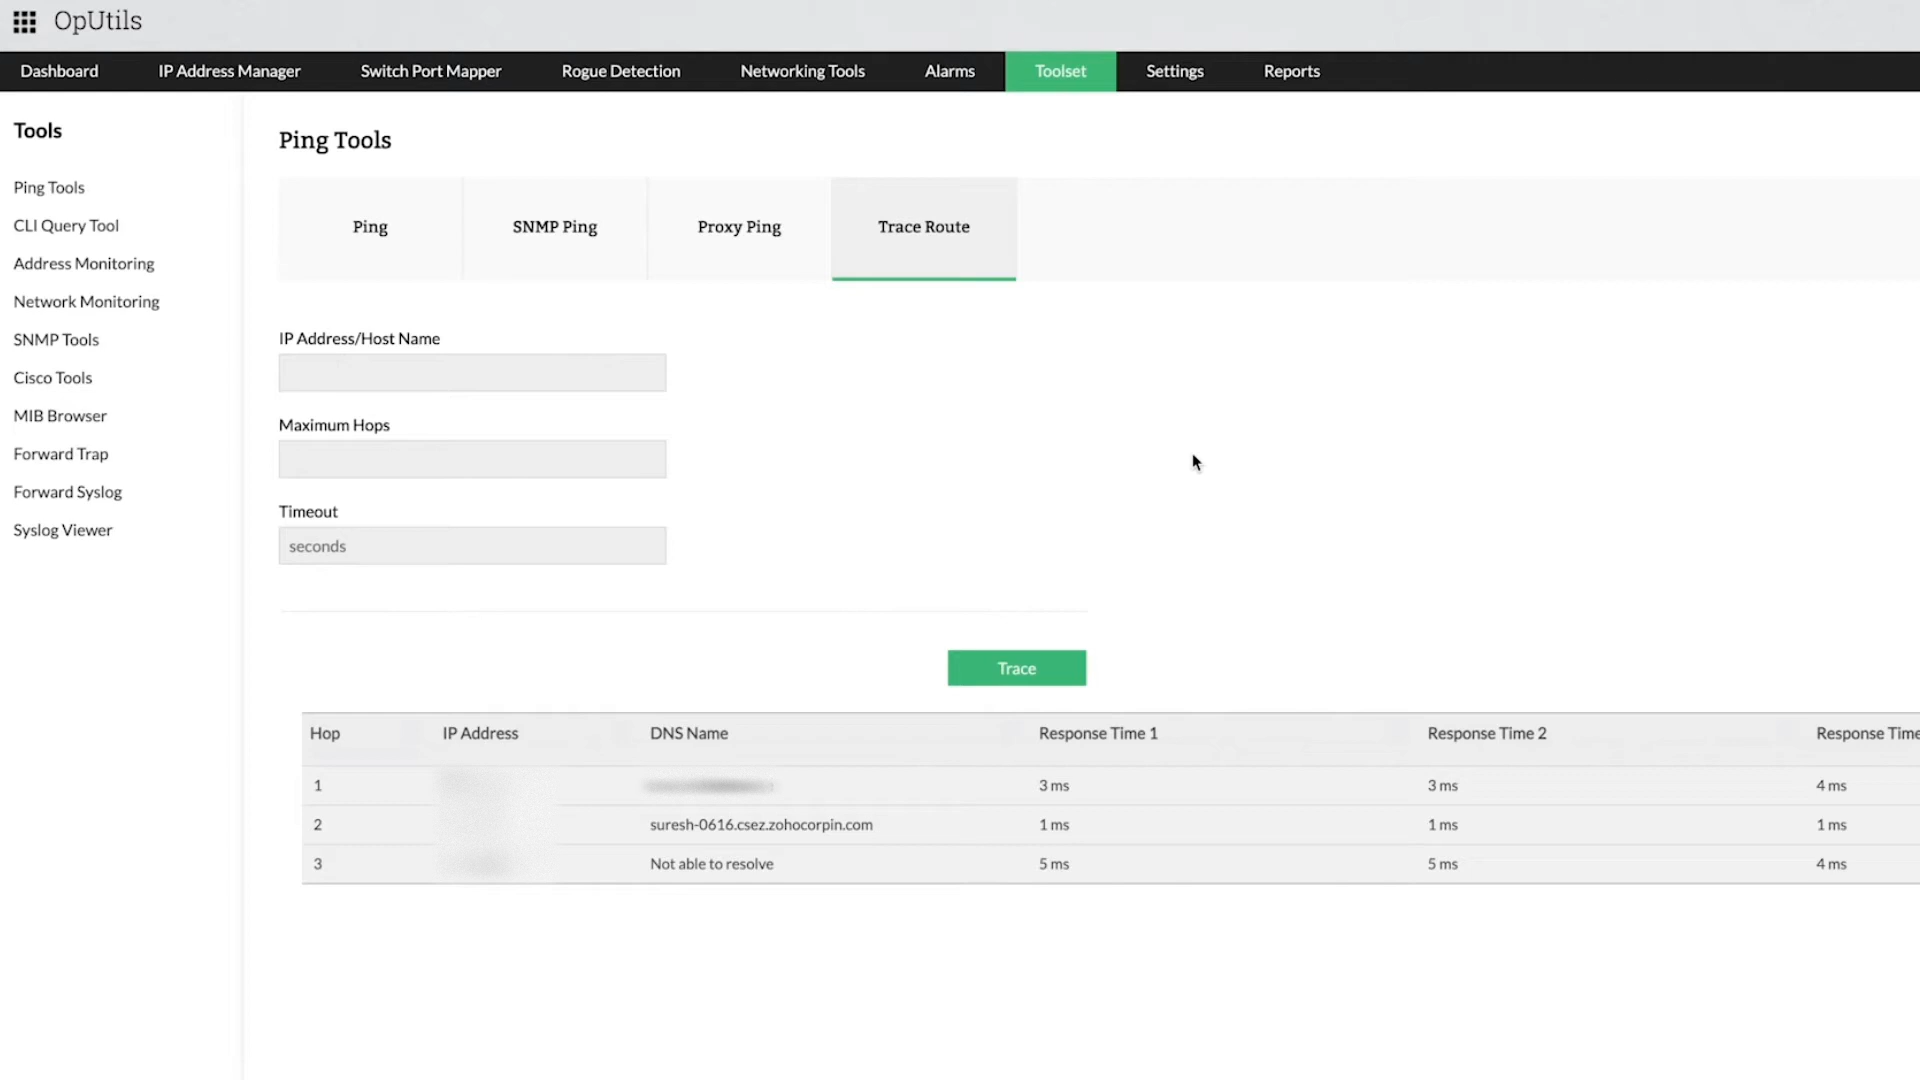 OpUtils
Dashboard IP Address Manager Switch Port Mapper Rogue Detection Networking Tools Alarms Toolset Settings Reports
Tools
Ping Tools
CLI Query Tool
Address Monitoring
Network Monitoring
SNMP Tools
Cisco Tools
MIB Browser
Forward Trap
Forward Syslog
Syslog Viewer
Ping Tools
Ping SNMP Ping Proxy Ping Trace Route
IP Address/Host Name
Maximum Hops
Timeout
seconds
Trace
Hop IP Address DNS Name Response Time 1 Response Time 2 Response Time
1 3 ms 3 ms 4 ms
2 suresh-0616.csez.zohocorpin.com 1 ms 1 ms 1 ms
3 Not able to resolve 5 ms 5 ms 4 ms